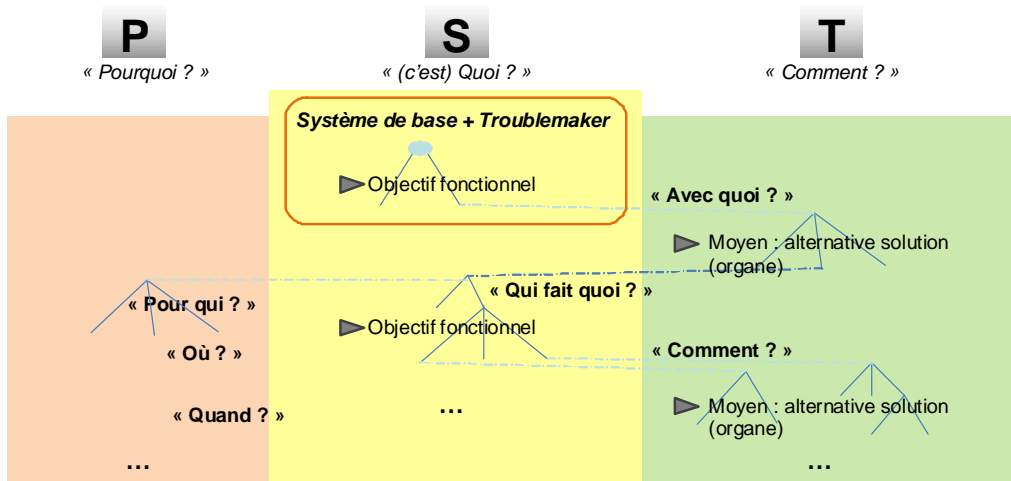 P
S
T
« Pourquoi ? »
« (c'est) Quoi ? »
« Comment ? »
Système de base + Troublemaker
Objectif fonctionnel
« Avec quoi ? »
Moyen : alternative solution
(organe)
« Qui fait quoi ? »
« Pour qui ? »
Objectif fonctionnel
« Où ? »
« Comment ? »
« Quand ? »
...
Moyen : alternative solution
(organe)
...
...